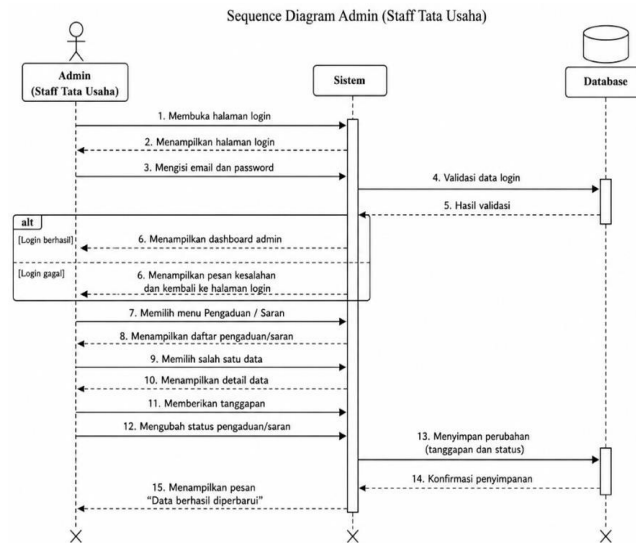 Sequence Diagram Admin (Staff Tata Usaha)
Admin
(Staff Tata Usaha)
Sistem
Database
1. Membuka halaman login
2. Menampilkan halaman login
3. Mengisi email dan password
4. Validasi data login
5. Hasil validasi
alt
[Login berhasil]
6. Menampilkan dashboard admin
[Login gagal]
6. Menampilkan pesan kesalahan
dan kembali ke halaman login
7. Memilih menu Pengaduan / Saran
8. Menampilkan daftar pengaduan/saran
9. Memilih salah satu data
10. Menampilkan detail data
11. Memberikan tanggapan
12. Mengubah status pengaduan/saran
13. Menyimpan perubahan
(tanggapan dan status)
14. Konfirmasi penyimpanan
15. Menampilkan pesan
“Data berhasil diperbarui”